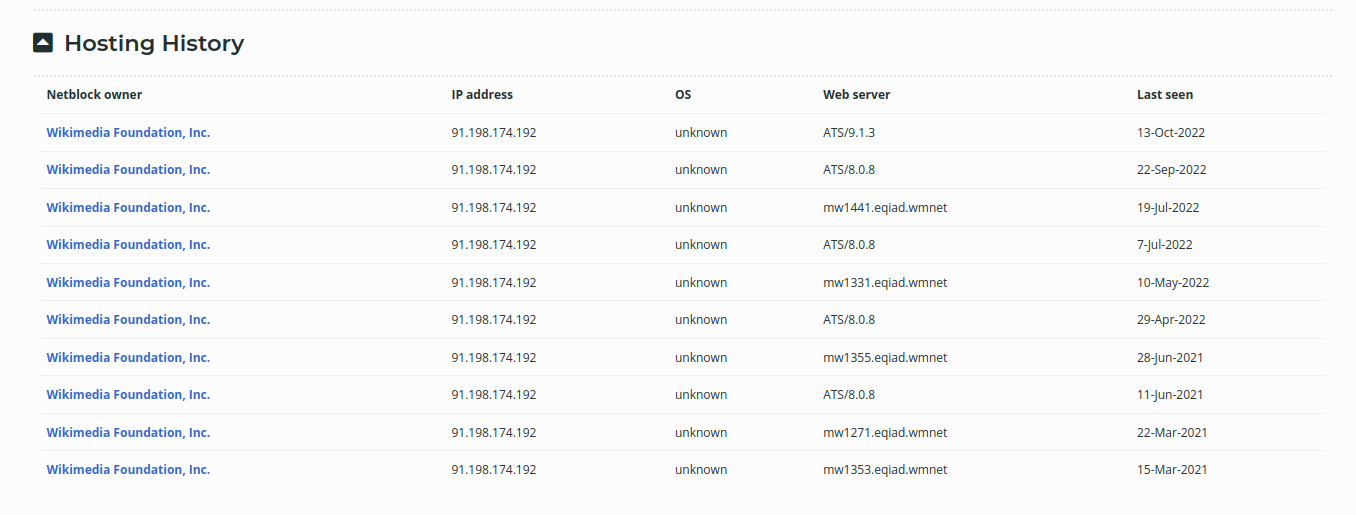 Hosting History
Netblock owner IP address OS Web server Last seen
Wikimedia Foundation, Inc. 91.198.174.192 unknown ATS/9.1.3 13-Oct-2022
Wikimedia Foundation, Inc. 91.198.174.192 unknown ATS/8.0.8 22-Sep-2022
Wikimedia Foundation, Inc. 91.198.174.192 unknown mw1441.eqiad.wmnet 19-Jul-2022
Wikimedia Foundation, Inc. 91.198.174.192 unknown ATS/8.0.8 7-Jul-2022
Wikimedia Foundation, Inc. 91.198.174.192 unknown mw1331.eqiad.wmnet 10-May-2022
Wikimedia Foundation, Inc. 91.198.174.192 unknown ATS/8.0.8 29-Apr-2022
Wikimedia Foundation, Inc. 91.198.174.192 unknown mw1355.eqiad.wmnet 28-Jun-2021
Wikimedia Foundation, Inc. 91.198.174.192 unknown ATS/8.0.8 11-Jun-2021
Wikimedia Foundation, Inc. 91.198.174.192 unknown mw1271.eqiad.wmnet 22-Mar-2021
Wikimedia Foundation, Inc. 91.198.174.192 unknown mw1353.eqiad.wmnet 15-Mar-2021